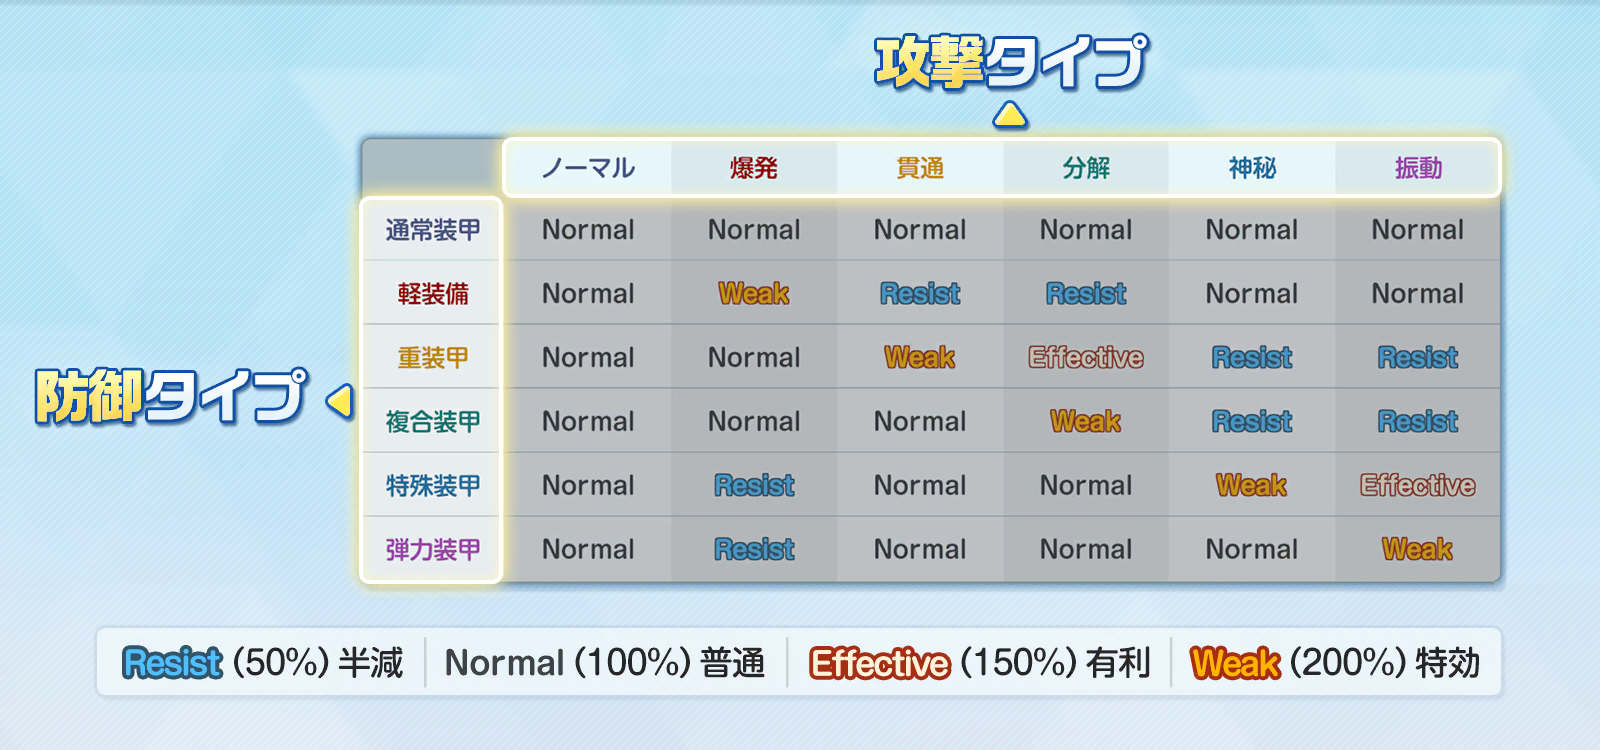 攻撃タイプ
ノーマル 爆発 貫通 分解 神秘 振動
通常装甲 Normal Normal Normal Normal Normal Normal
軽装備 Normal Weak Resist Resist Normal Normal
重装甲 Normal Normal Weak Effective Resist Resist
防御タイプ
複合装甲 Normal Normal Normal Weak Resist Resist
特殊装甲 Normal Resist Normal Normal Weak Effective
弾力装甲 Normal Resist Normal Normal Normal Weak
Resist (50%) 半減 Normal (100%) 普通 Effective (150%) 有利 Weak (200%) 特効